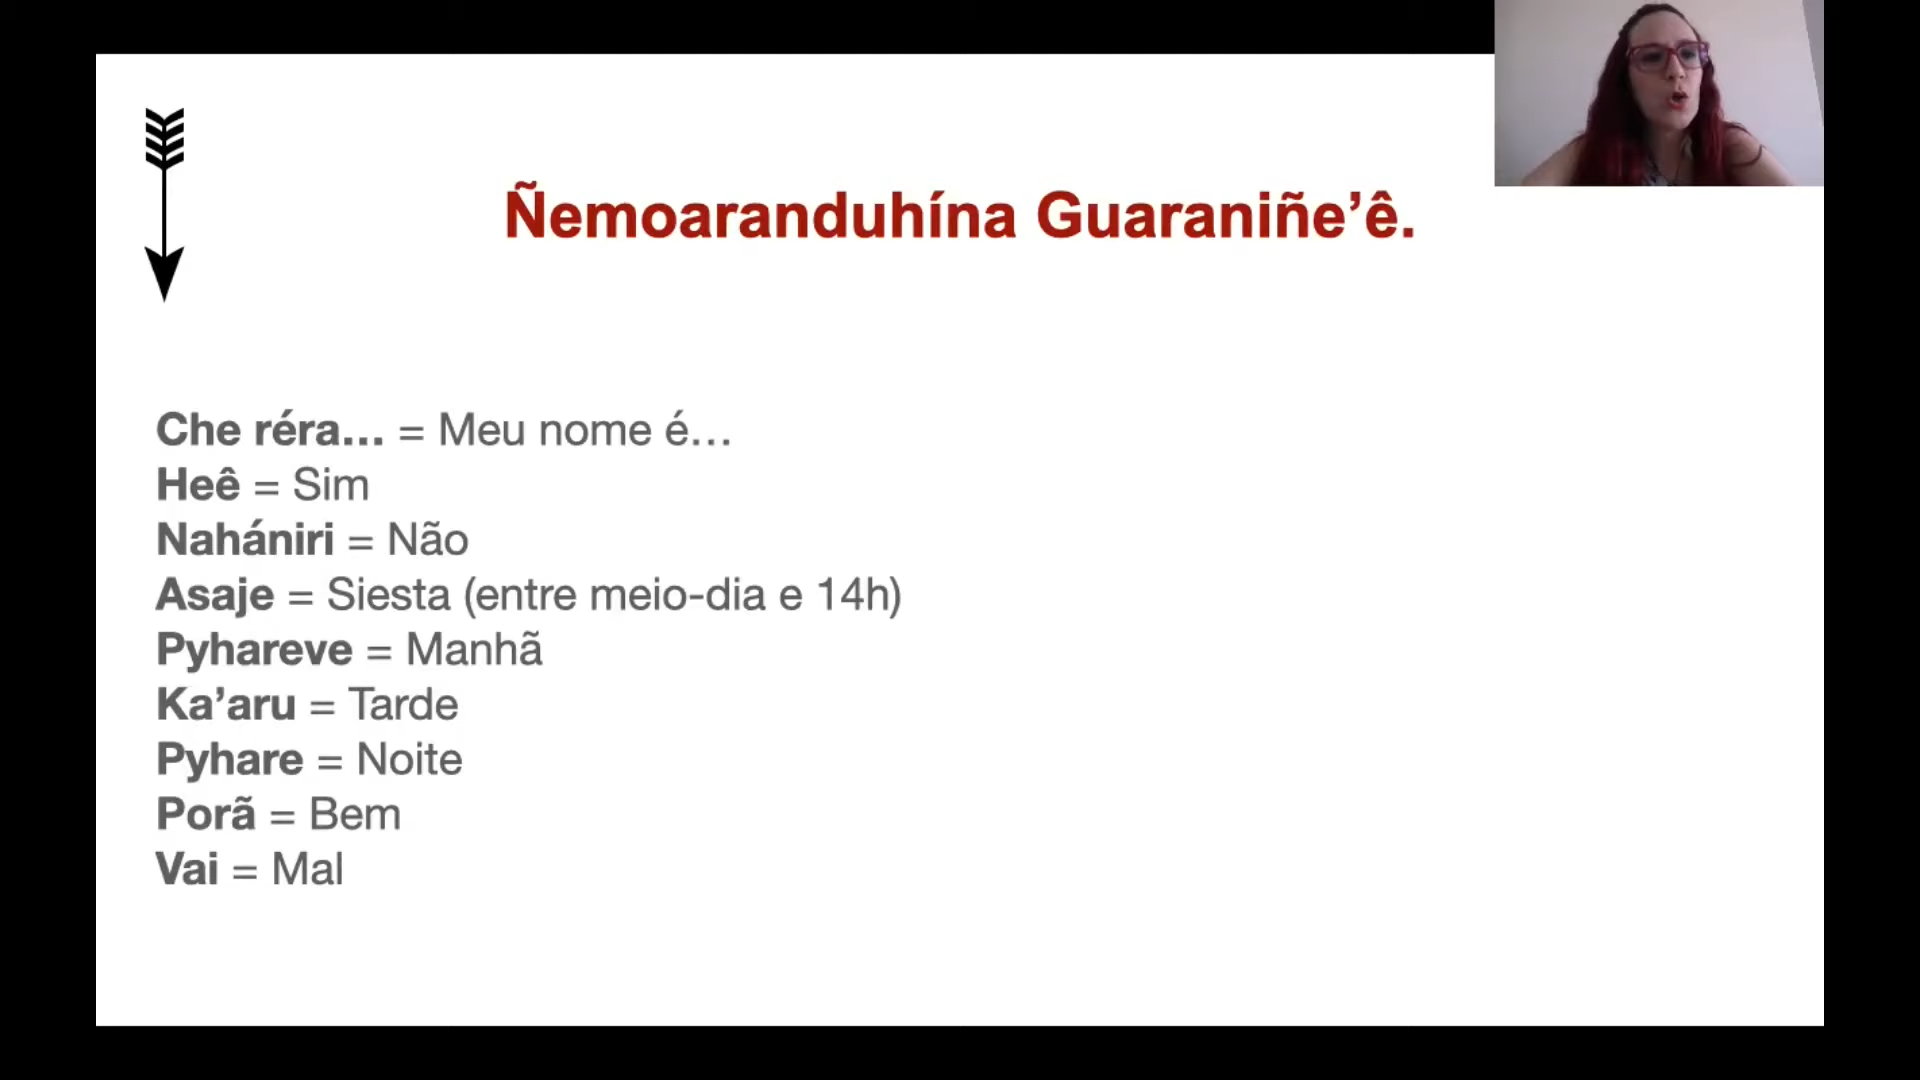 Ñemoaranduhína Guaraniñe’ê.
Che réra... = Meu nome é...
Heê = Sim
Nahániri = Não
Asaje = Siesta (entre meio-dia e 14h)
Pyhareve = Manhã
Ka’aru = Tarde
Pyhare = Noite
Porã = Bem
Vai = Mal